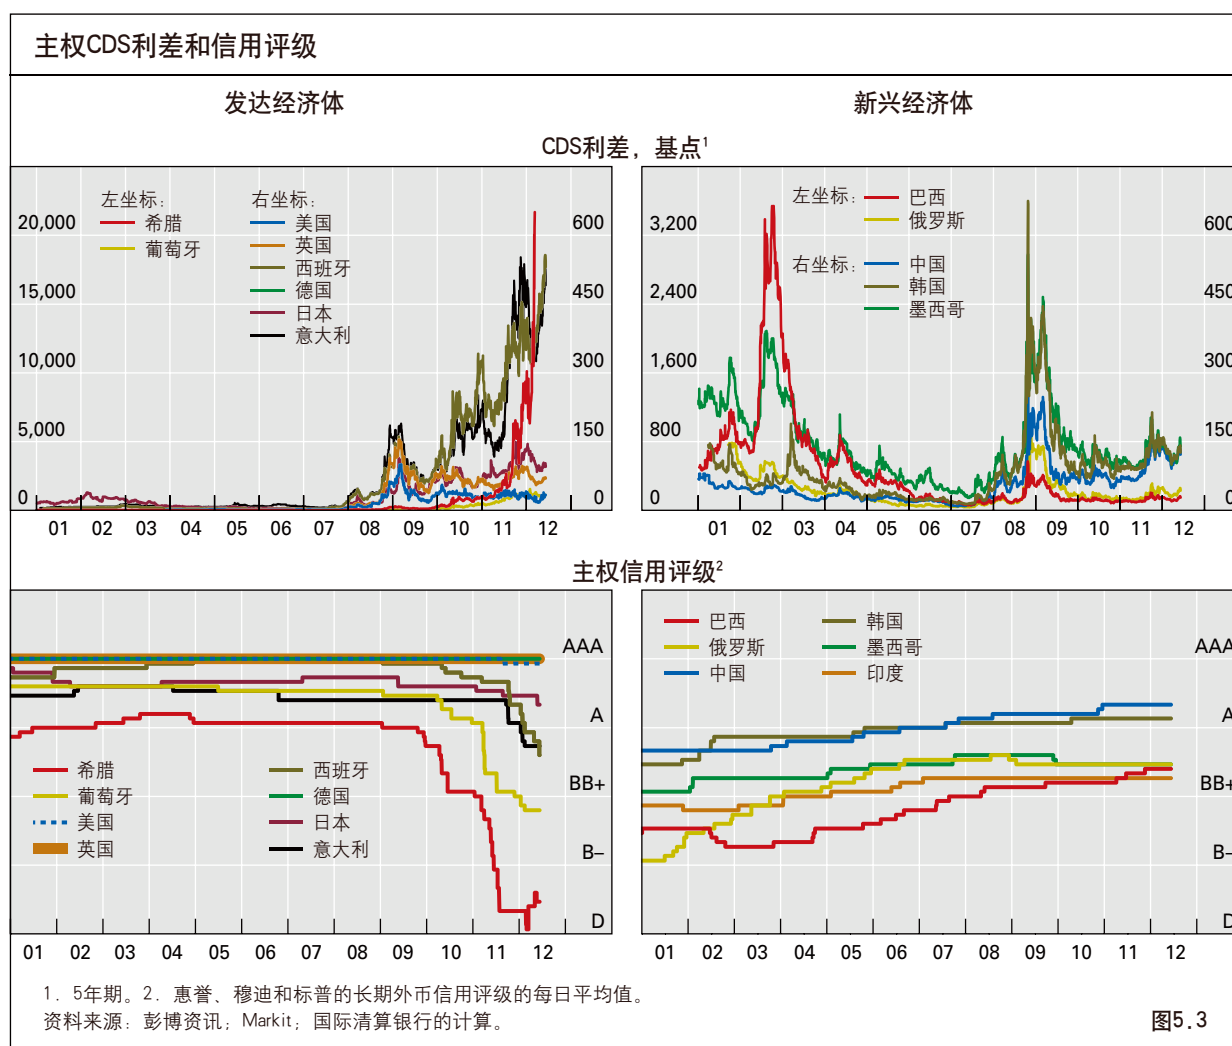 主权CDS利差和信用评级
发达经济体
新兴经济体
CDS利差，基点1
左坐标：
希腊
葡萄牙
右坐标：
美国
英国
西班牙
德国
日本
意大利
20,000
15,000
10,000
5,000
0
600
450
300
150
0
01 02 03 04 05 06 07 08 09 10 11 12
左坐标：
巴西
俄罗斯
右坐标：
中国
韩国
墨西哥
3,200
2,400
1,600
800
0
600
450
300
150
0
01 02 03 04 05 06 07 08 09 10 11 12
主权信用评级2
希腊
葡萄牙
美国
英国
西班牙
德国
日本
意大利
AAA
A
BB+
B–
D
01 02 03 04 05 06 07 08 09 10 11 12
巴西
俄罗斯
中国
韩国
墨西哥
印度
AAA
A
BB+
B–
D
01 02 03 04 05 06 07 08 09 10 11 12
1. 5年期。2. 惠誉、穆迪和标普的长期外币信用评级的每日平均值。
资料来源：彭博资讯；Markit；国际清算银行的计算。
图5.3